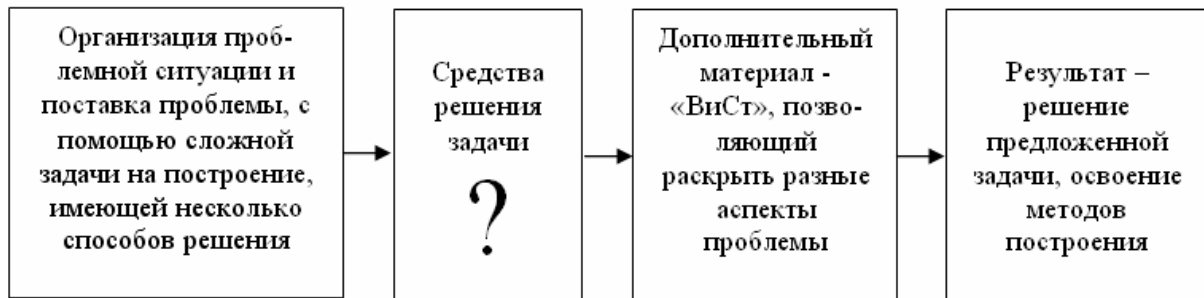 Организация проб-
лемной ситуации и
поставка проблемы, с
помощью сложной
задачи на построение,
имеющей несколько
способов решения
Средства
решения
задачи
?
Дополнительный
материал -
«ВиСт», позво-
ляющий
раскрыть разные
аспекты
проблемы
Результат –
решение
предложенной
задачи, освоение
методов
построения